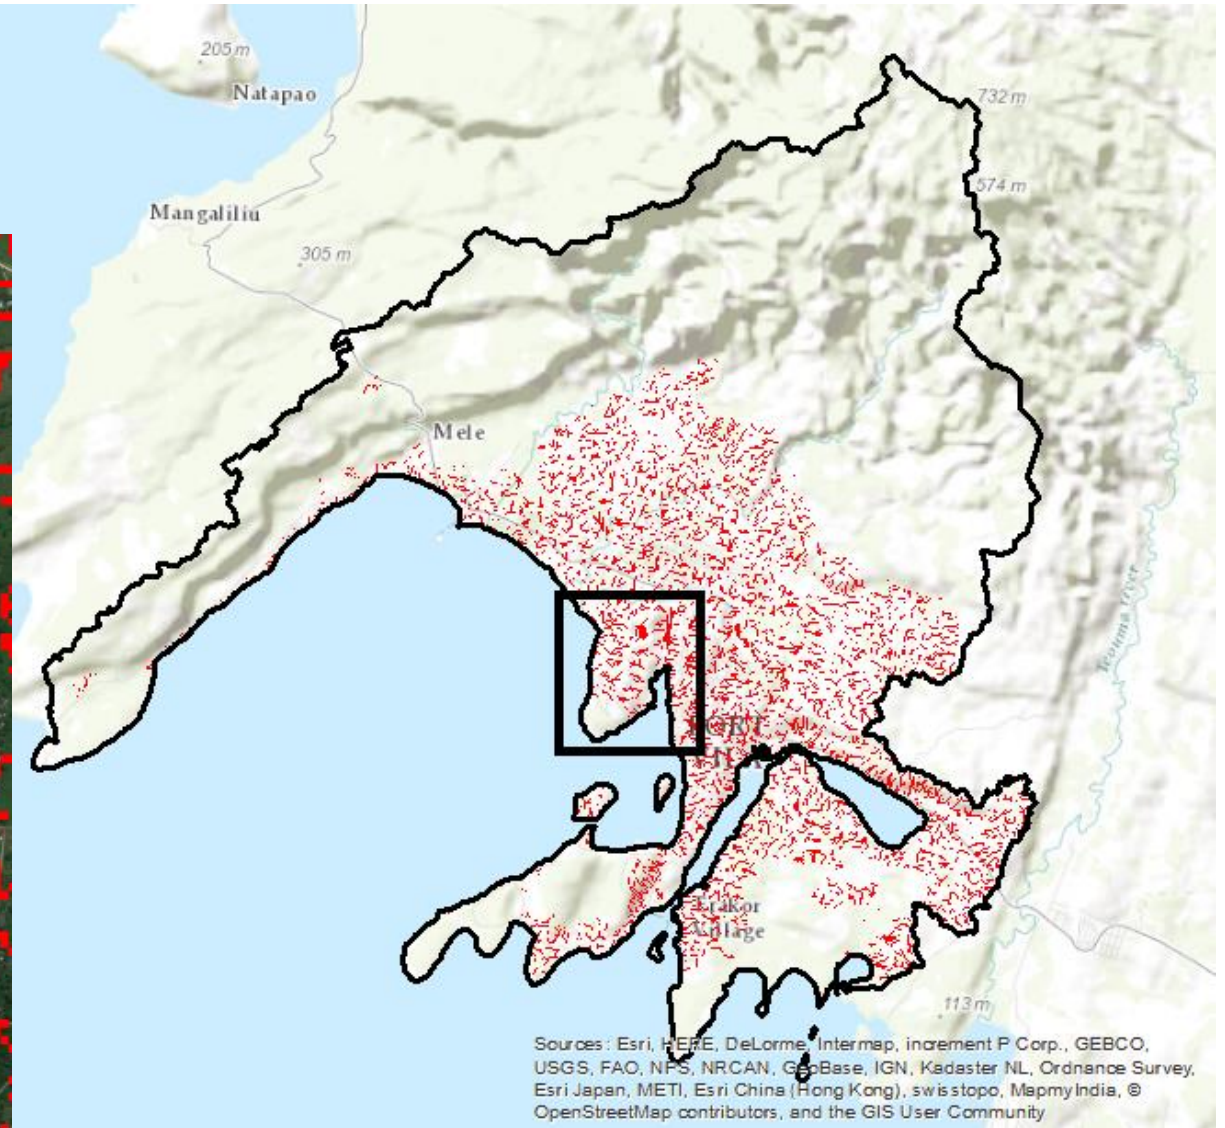 205 m
Natapao
732 m
574 m
Mangaliliu
305 m
Mele
Teouma river
PORT
VILA
Erakor
Village
113 m
Sources: Esri, HERE, DeLorme, Intermap, increment P Corp., GEBCO,
USGS, FAO, NPS, NRCAN, GeoBase, IGN, Kadaster NL, Ordnance Survey,
Esri Japan, METI, Esri China (Hong Kong), swisstopo, MapmyIndia, ©
OpenStreetMap contributors, and the GIS User Community